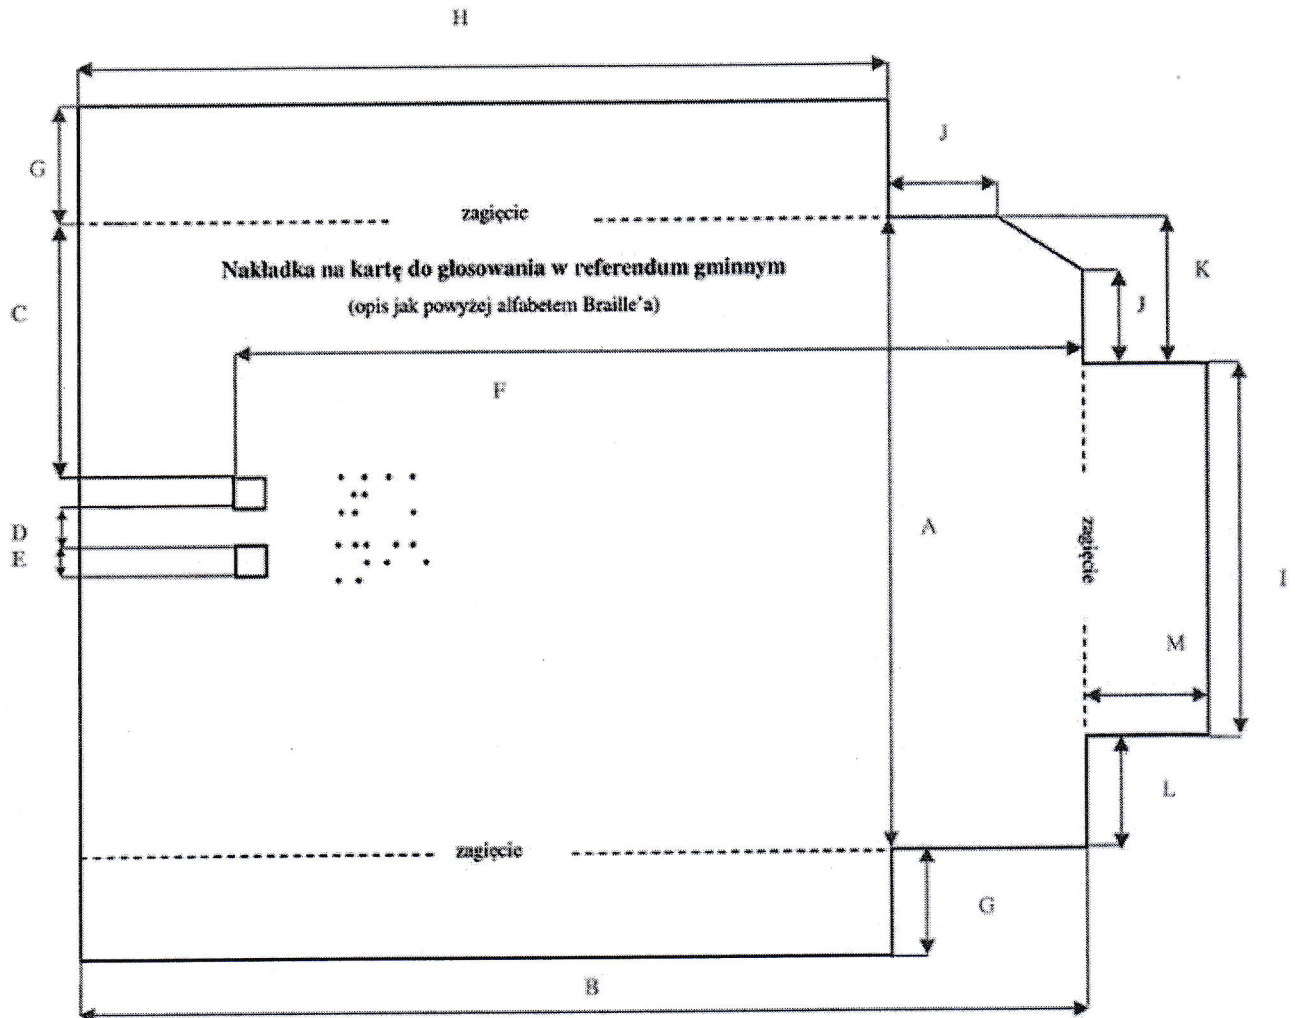 H
J
G
zagięcie
K
Nakładka na kartę do głosowania w referendum gminnym
J
C
(opis jak powyżej alfabetem Braille’a)
F
A
D
zagięcie
E
I
M
L
zagięcie
G
B